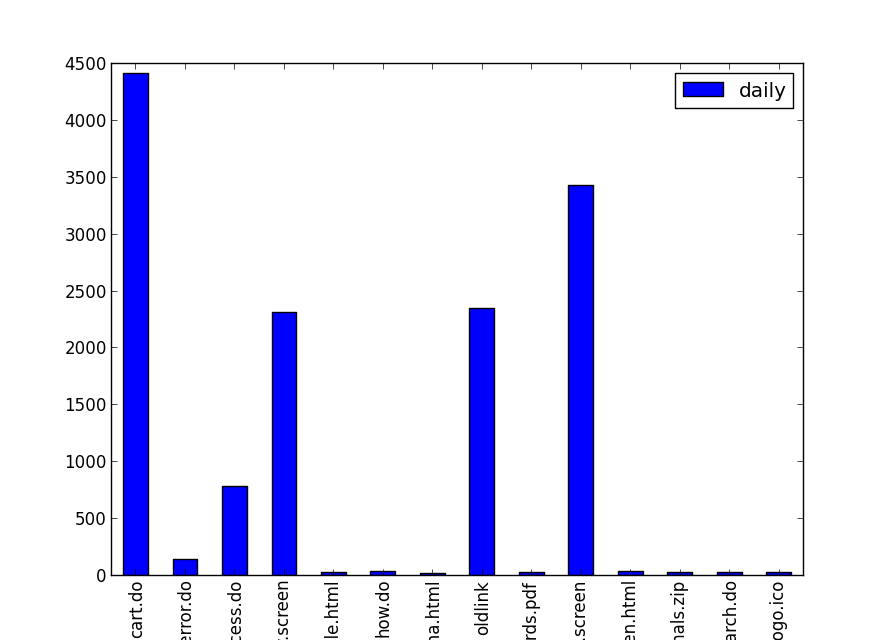 4500
4000
3500
3000
2500
2000
1500
1000
500
0
daily
cart.do
error.do
cess.do
.screen
le.html
how.do
na.html
oldlink
rds.pdf
.screen
en.html
nals.zip
arch.do
ogo.ico